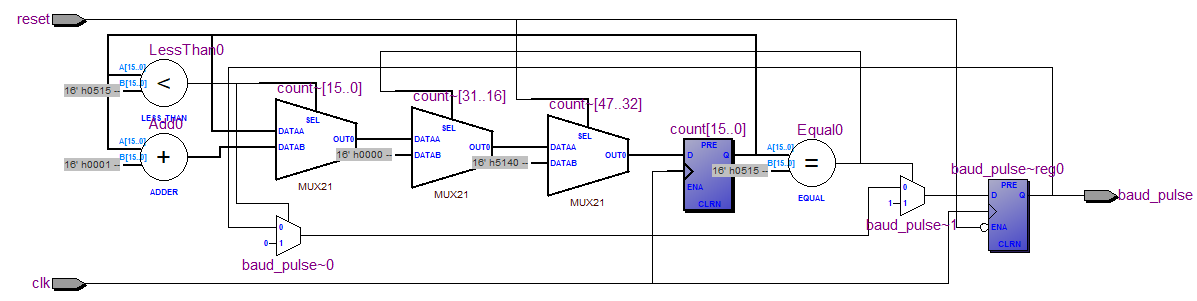 reset
LessThan0
A[15..0]
B[15..0]
16' h0515 --
<
LESS_THAN
count~[15..0]
SEL
DATAA
DATAB
OUT0
MUX21
Add0
A[15..0]
B[15..0]
16' h0001 --
+
ADDER
count~[31..16]
SEL
DATAA
DATAB
OUT0
16' h0000 --
MUX21
count~[47..32]
SEL
DATAA
DATAB
OUT0
16' h5140 --
MUX21
count[15..0]
PRE
D
Q
ENA
CLRN
Equal0
A[15..0]
B[15..0]
16' h0515 --
=
EQUAL
0
1
1
baud_pulse~1
baud_pulse~reg0
PRE
D
Q
ENA
CLRN
baud_pulse
0
0
1
baud_pulse~0
clk